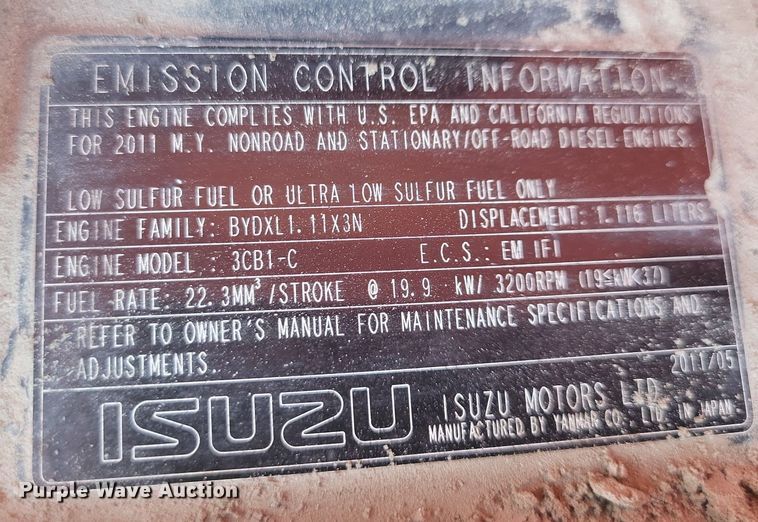 EMISSION CONTROL INFORMATION
THIS ENGINE COMPLIES WITH U.S. EPA AND CALIFORNIA REGULATIONS
FOR 2011 M.Y. NONROAD AND STATIONARY/OFF-ROAD DIESEL ENGINES.
LOW SULFUR FUEL OR ULTRA LOW SULFUR FUEL ONLY
ENGINE FAMILY: BYDXL1.11X3N DISPLACEMENT: 1.116 LITERS
ENGINE MODEL : 3CB1-C E.C.S.: EM IFI
FUEL RATE: 22.3MM³/STROKE @ 19.9 kW/ 3200RPM (19≤kW<37)
REFER TO OWNER'S MANUAL FOR MAINTENANCE SPECIFICATIONS AND
ADJUSTMENTS. 2011/05
ISUZU ISUZU MOTORS LTD.
MANUFACTURED BY YANMAR CO., LTD. IN JAPAN
Purple Wave Auction